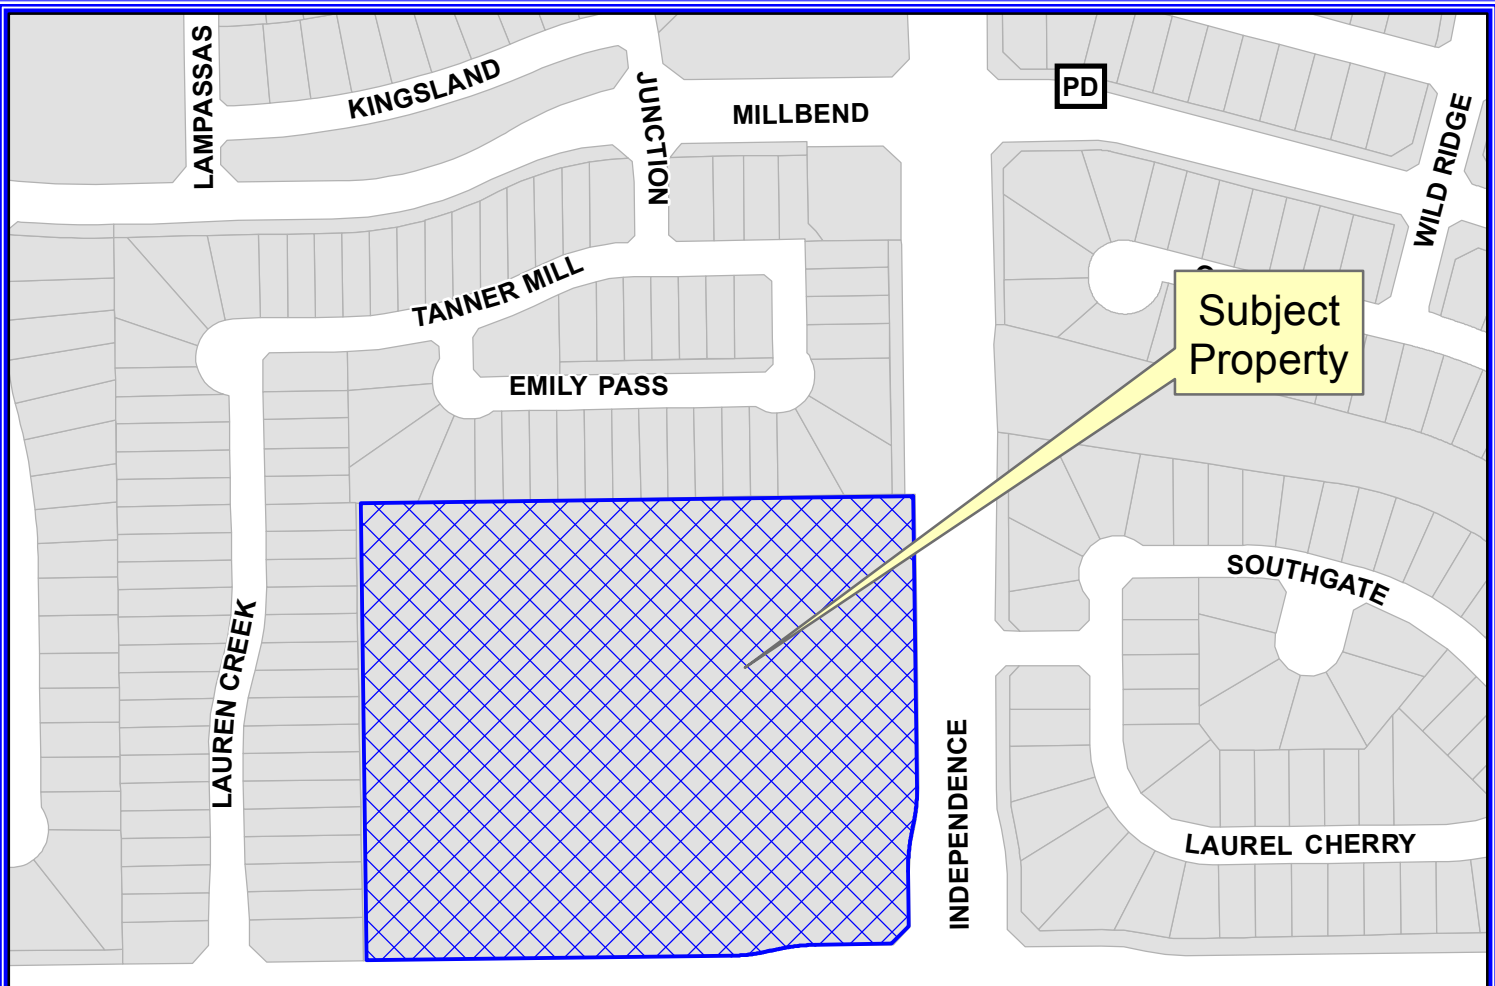 LAMPASSAS
KINGSLAND
JUNCTION
MILLBEND
PD
WILD RIDGE
TANNER MILL
EMILY PASS
Subject
Property
SOUTHGATE
LAUREN CREEK
INDEPENDENCE
LAUREL CHERRY